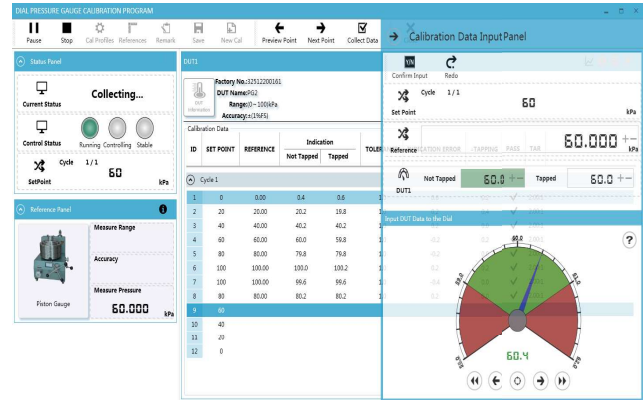 DIAL PRESSURE GAUGE CALIBRATION PROGRAM
Pause Stop Cal Profiles References Remark Save New Cal Preview Point Next Point Collect Data
Calibration Data InputPanel
Status Panel
Current Status
Collecting...
Control Status
Running Controlling Stable
Cycle 1/1
SetPoint
60
kPa
Reference Panel
Measure Range
Accuracy
Measure Pressure
60.000
kPa
Piston Gauge
DUT1
DUT
Information
Factory No.:32512200161
DUT Name:PG2
Range:(0~100)kPa
Accuracy:±(1%FS)
Calibration Data
ID SET POINT REFERENCE Indication
Not Tapped Tapped
Cycle 1
1 0 0.00 0.4 0.6
2 20 20.00 20.2 19.8
3 40 40.00 40.2 40.2
4 60 60.00 60.0 59.8
5 80 80.00 79.8 79.8
6 100 100.00 100.0 100.2
7 100 100.00 99.6 99.6
8 80 80.00 80.2 80.2
9 60
10 40
11 20
12 0
Y/N
Confirm Input Redo
Cycle 1/1
Set Point
60
kPa
Reference
60.000 +−
kPa
DUT1
Not Tapped 60.0 +− Tapped 60.0 +−
kPa
Input DUT Data to the Dial
?
60.0
59.0
61.0
60.4